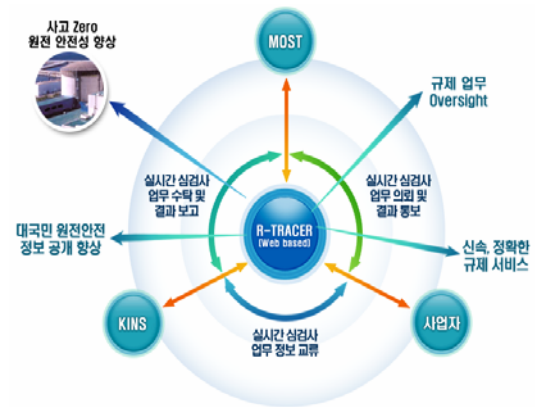 사고 Zero
원전 안전성 향상
MOST
규제 업무
Oversight
실시간 심검사
업무 수탁 및
결과 보고
실시간 심검사
업무 의뢰 및
결과 통보
대국민 원전안전
정보 공개 향상
R-TRACER
(Web based)
신속, 정확한
규제 서비스
KINS
실시간 심검사
업무 정보 교류
사업자